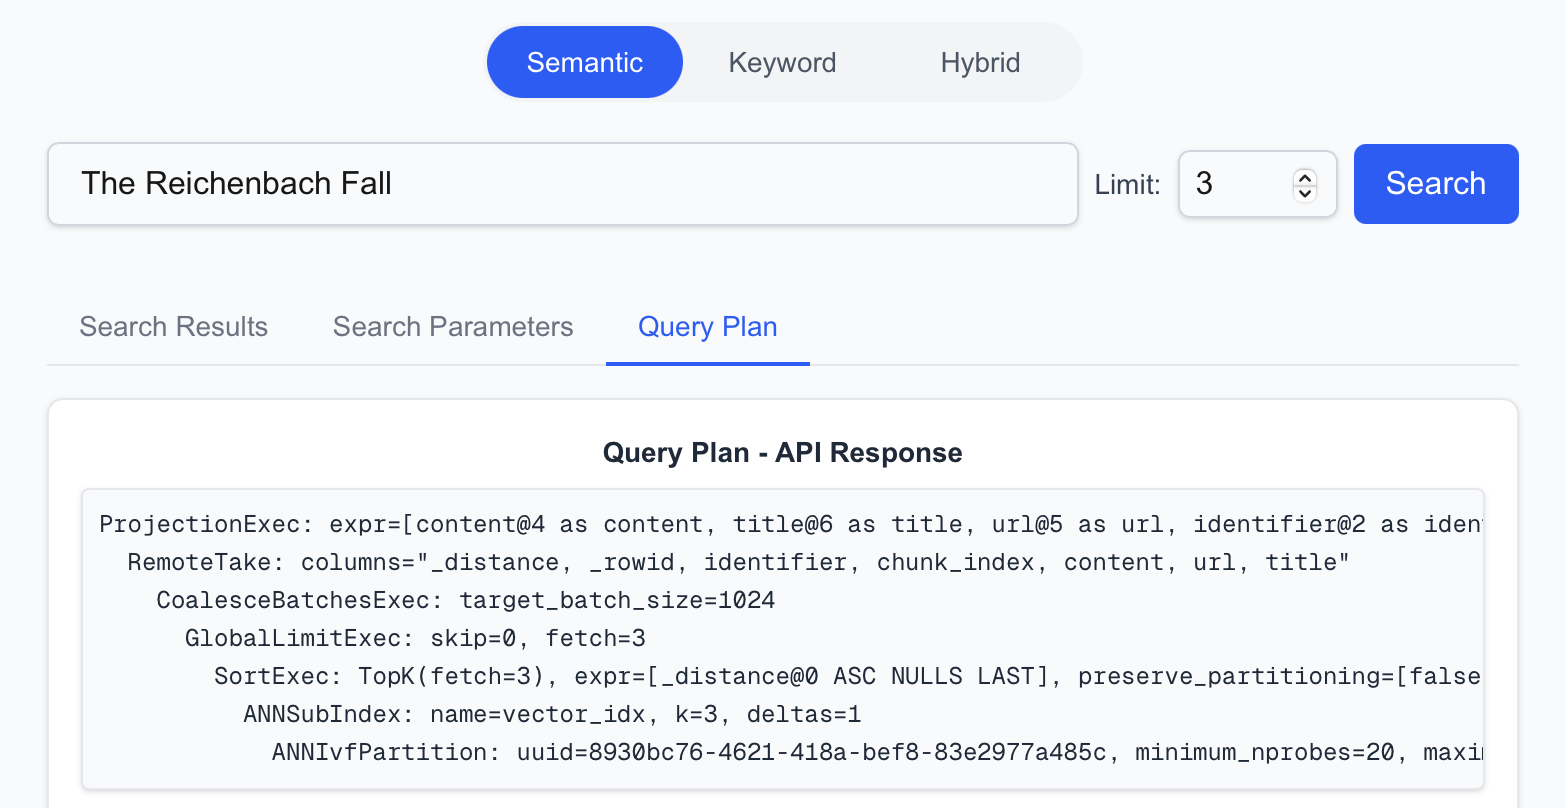 Semantic Keyword Hybrid
The Reichenbach Fall Limit: 3 Search
Search Results Search Parameters Query Plan
Query Plan - API Response
ProjectionExec: expr=[content@4 as content, title@6 as title, url@5 as url, identifier@2 as iden
RemoteTake: columns="_distance, _rowid, identifier, chunk_index, content, url, title"
CoalesceBatchesExec: target_batch_size=1024
GlobalLimitExec: skip=0, fetch=3
SortExec: TopK(fetch=3), expr=[_distance@0 ASC NULLS LAST], preserve_partitioning=[false
ANNSubIndex: name=vector_idx, k=3, deltas=1
ANNIvfPartition: uuid=8930bc76-4621-418a-bef8-83e2977a485c, minimum_nprobes=20, maxi